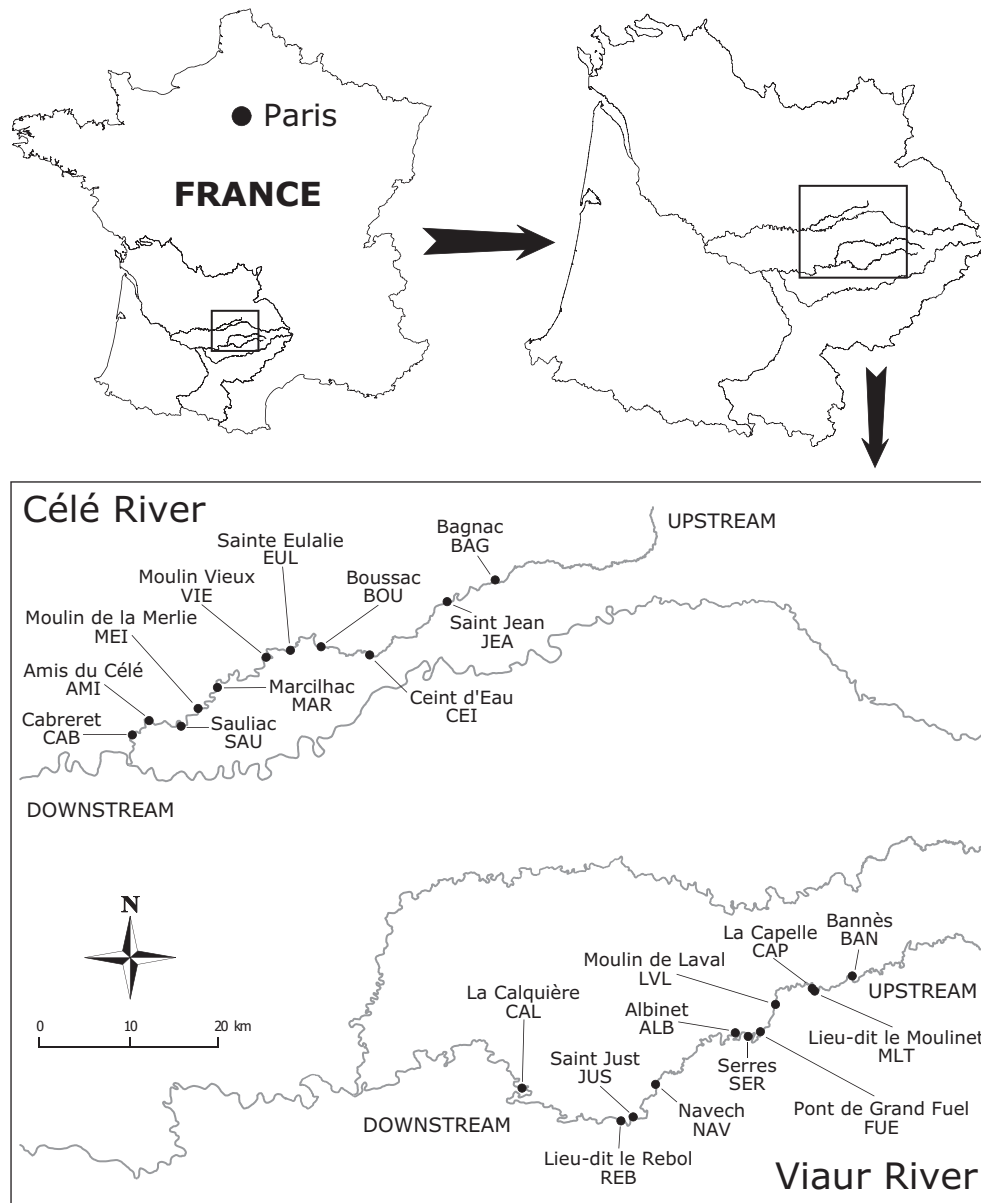 Paris
FRANCE
Célé River
UPSTREAM
Bagnac
BAG
Sainte Eulalie
EUL
Boussac
BOU
Moulin Vieux
VIE
Saint Jean
JEA
Moulin de la Merlie
MEI
Amis du Célé
AMI
Marcilhac
MAR
Ceint d'Eau
CEI
Cabreret
CAB
Sauliac
SAU
DOWNSTREAM
N
0 10 20 km
Bannès
BAN
La Capelle
CAP
Moulin de Laval
LVL
UPSTREAM
La Calquière
CAL
Albinet
ALB
Lieu-dit le Moulinet
MLT
Saint Just
JUS
Serres
SER
Navech
NAV
Pont de Grand Fuel
FUE
DOWNSTREAM
Lieu-dit le Rebol
REB
Viaur River